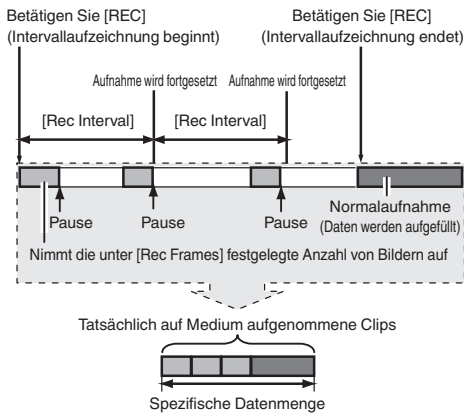 Betätigen Sie [REC]
(Intervallaufzeichnung beginnt)
Betätigen Sie [REC]
(Intervallaufzeichnung endet)
Aufnahme wird fortgesetzt
Aufnahme wird fortgesetzt
[Rec Interval]
[Rec Interval]
Pause
Pause
Pause
Normalaufnahme
(Daten werden aufgefüllt)
Nimmt die unter [Rec Frames] festgelegte Anzahl von Bildern auf
Tatsächlich auf Medium aufgenommene Clips
Spezifische Datenmenge